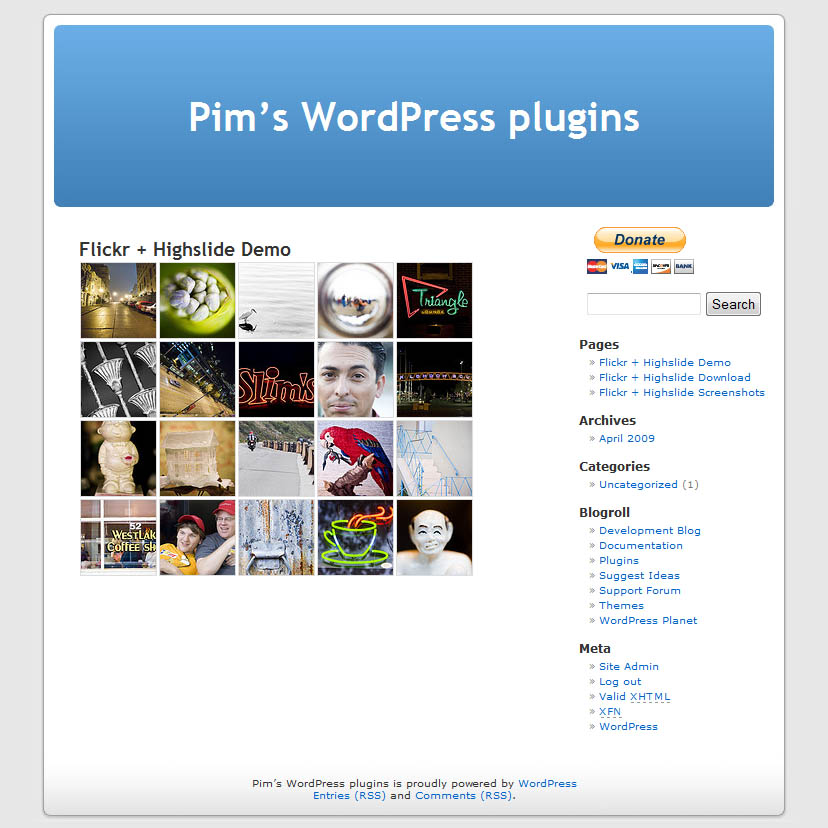 Pim’s WordPress plugins
Flickr + Highslide Demo
Triangle
LOUNGE
Slim's
52
WESTLAK
COFFEE SH
Donate
VISA
BANK
Search
Pages
» Flickr + Highslide Demo
» Flickr + Highslide Download
» Flickr + Highslide Screenshots
Archives
» April 2009
Categories
» Uncategorized (1)
Blogroll
» Development Blog
» Documentation
» Plugins
» Suggest Ideas
» Support Forum
» Themes
» WordPress Planet
Meta
» Site Admin
» Log out
» Valid XHTML
» XFN
» WordPress
Pim’s WordPress plugins is proudly powered by WordPress
Entries (RSS) and Comments (RSS).